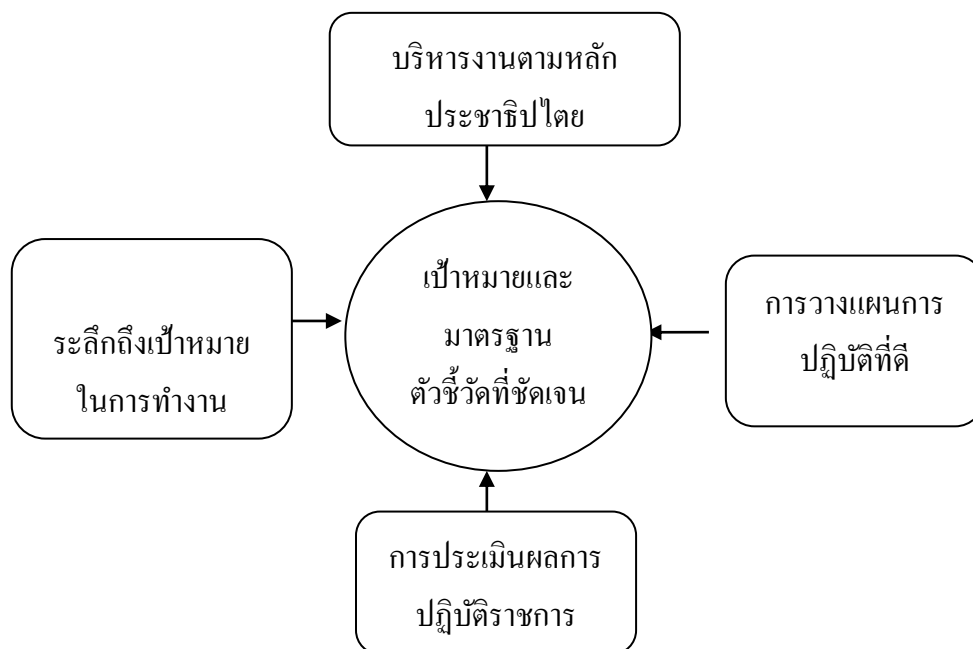 บริหารงานตามหลัก
ประชาธิปไตย
เป้าหมายและ
มาตรฐาน
ตัวชี้วัดที่ชัดเจน
ระลึกถึงเป้าหมาย
ในการทำงาน
การวางแผนการ
ปฏิบัติที่ดี
การประเมินผลการ
ปฏิบัติราชการ